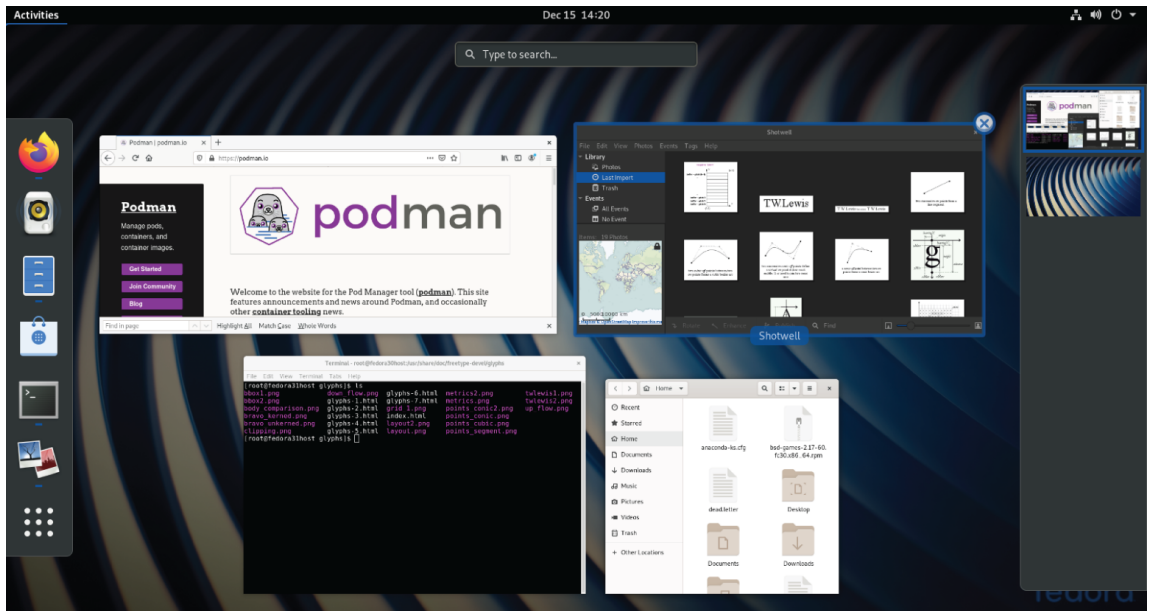 Activities
Dec 15 14:20
Type to search...
Podman | podman.io
https://podman.io
Podman
Manage pods,
containers, and
container images.
Get Started
Join Community
Blog
podman
Welcome to the website for the Pod Manager tool (podman). This site
features announcements and news around Podman, and occasionally
other container tooling news.
Find in page
Highlight All Match Case Whole Words
Shotwell
File Edit View Photos Events Tags Help
Library
Photos
Last Import
Trash
Events
All Events
No Event
T.W.Lewis
g
Find
Shotwell
Terminal - root@fedora30host:/usr/share/doc/freetype-devel/glyphs
File Edit View Terminal Tabs Help
[root@fedora31host glyphs]$ ls
bbox1.png down_flow.png glyphs-6.html metrics2.png twlewis1.png
bbox2.png glyphs-1.html glyphs-7.html metrics.png twlewis2.png
body_comparison.png glyphs-2.html grid_1.png points_conic2.png up_flow.png
bravo_kerned.png glyphs-3.html index.html points_conic.png
bravo_unkerned.png glyphs-4.html layout2.png points_cubic.png
clipping.png glyphs-5.html layout.png points_segment.png
[root@fedora31host glyphs]$
Home
Recent
Starred
Home
Documents
Downloads
Music
Pictures
Videos
Trash
+ Other Locations
anaconda-ks.cfg
bsd-games-2.17-60.
fc30.x86_64.rpm
dead.letter
Desktop
Documents
Downloads
podman
fedora